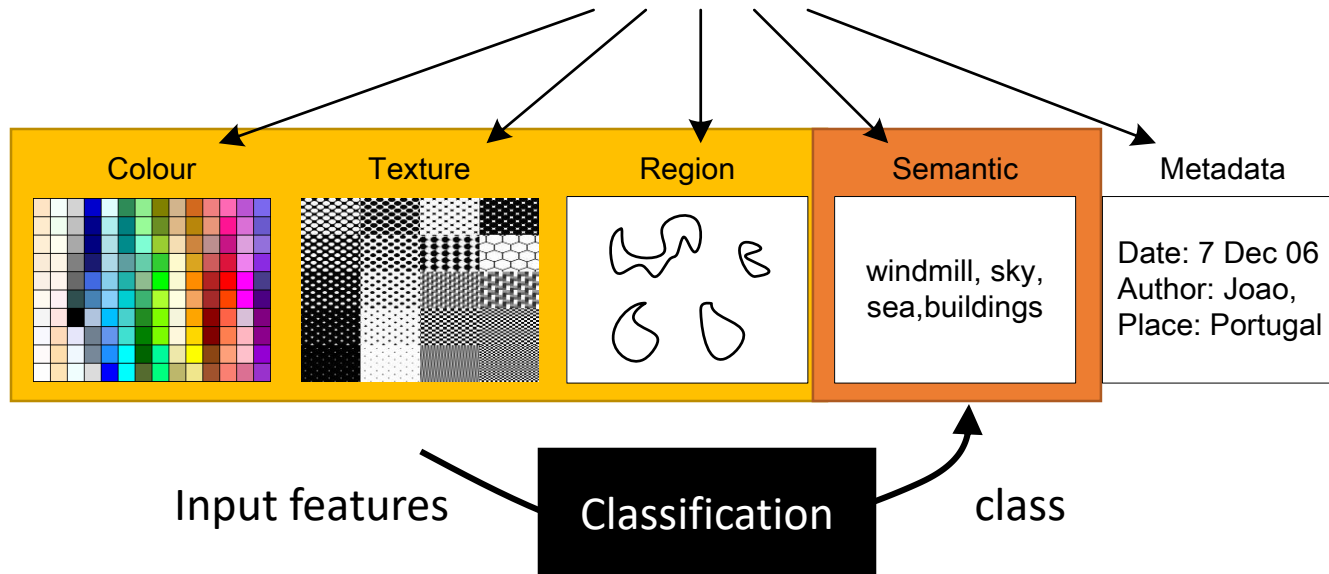 Colour
Texture
Region
Semantic
Metadata
windmill, sky,
sea,buildings
Date: 7 Dec 06
Author: Joao,
Place: Portugal
Input features
Classification
class